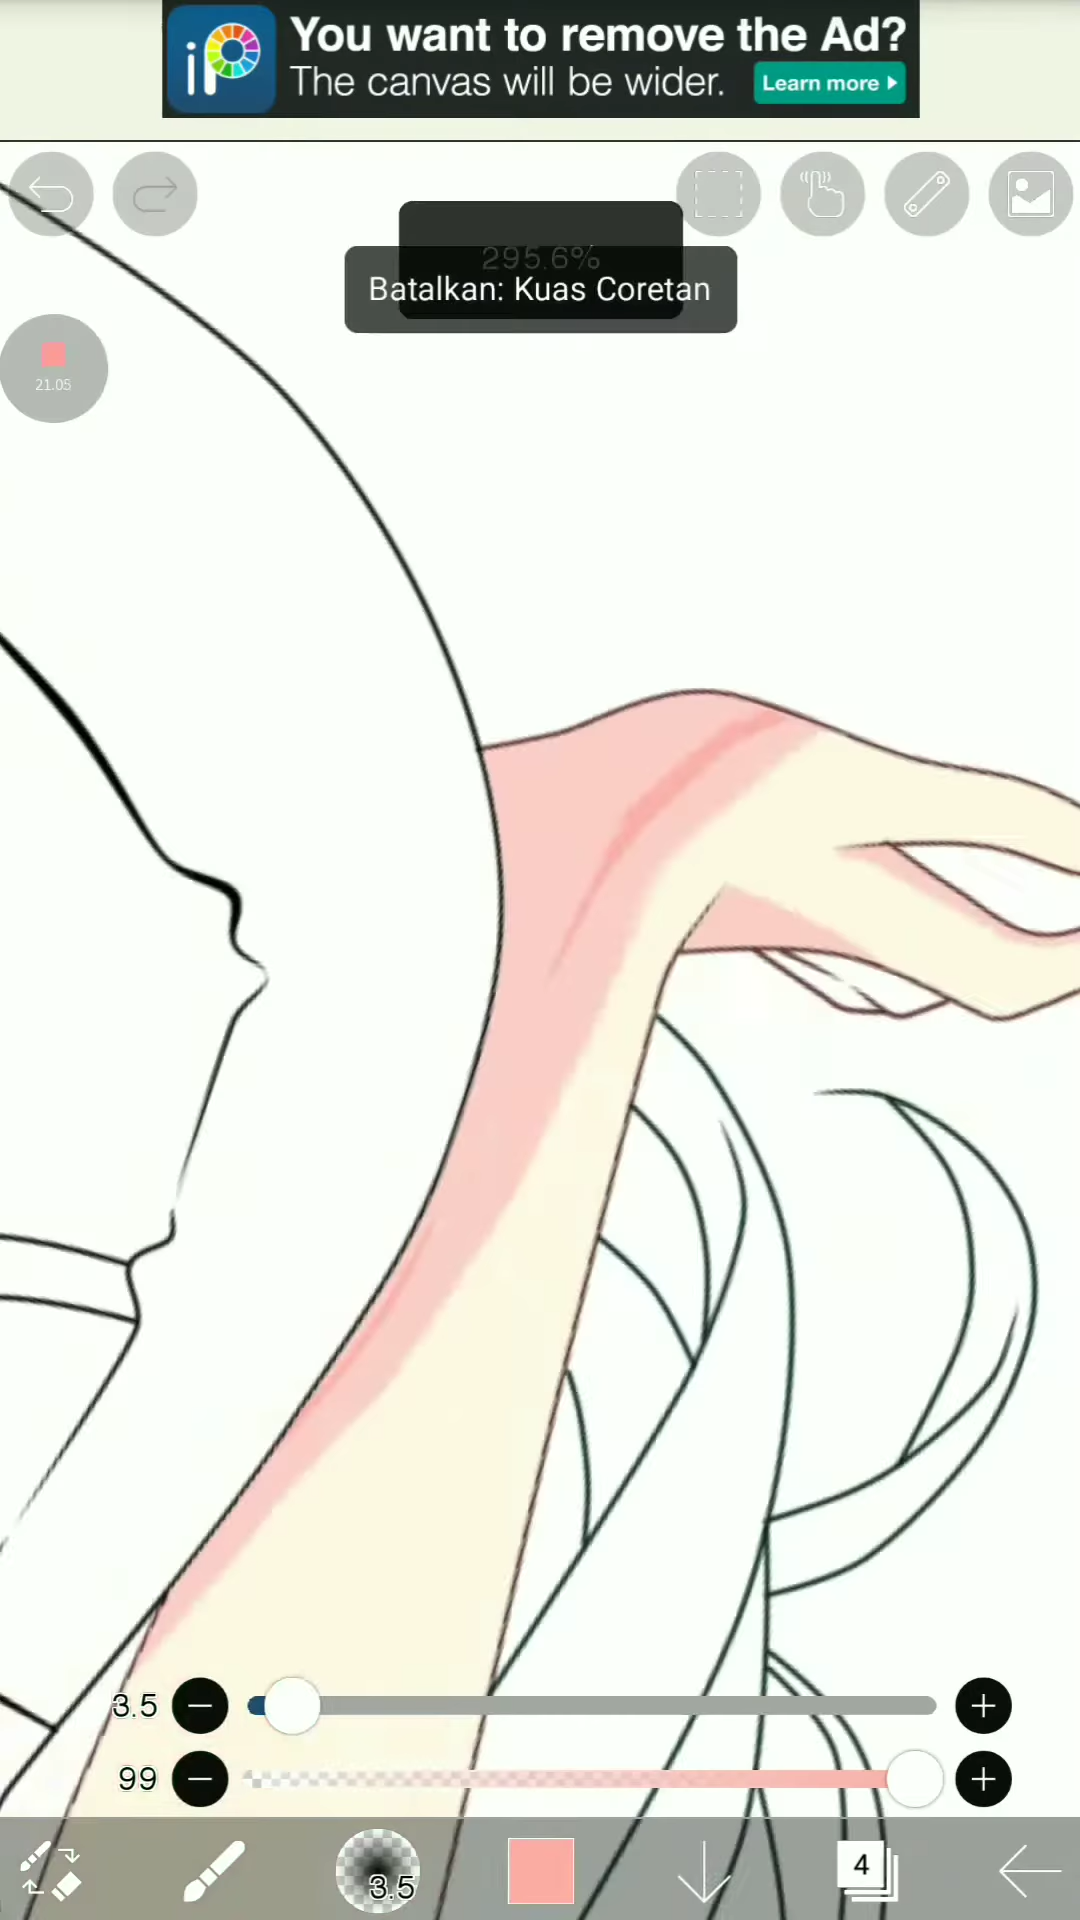 iP
You want to remove the Ad?
The canvas will be wider.
Learn more
295.6%
Batalkan: Kuas Coretan
21.05
3.5
99
3.5
4